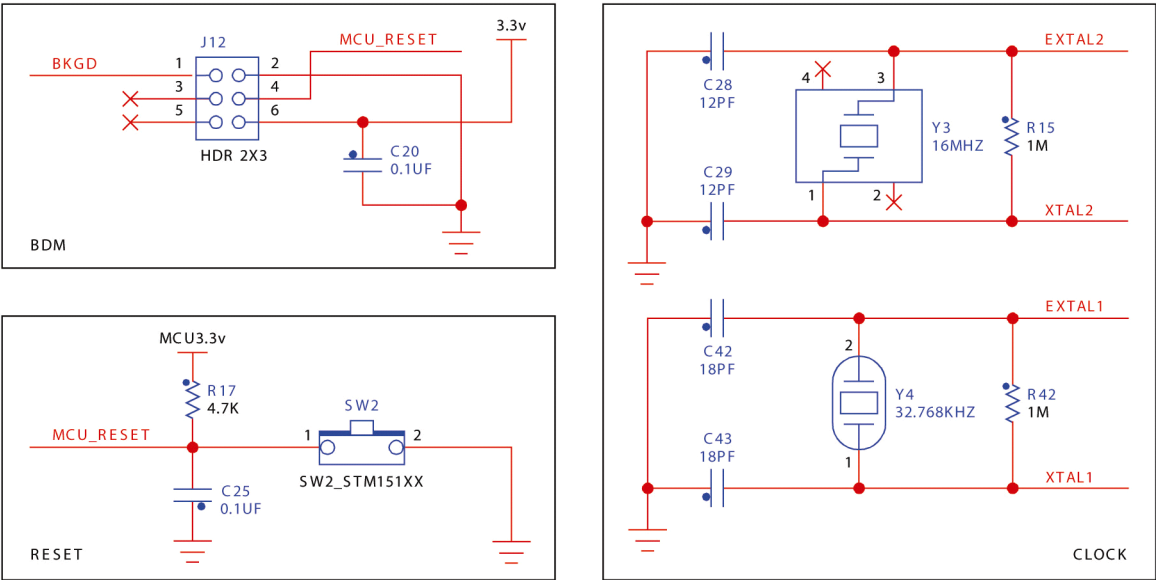 3.3v
J12
MCU_RESET
BKGD
1
2
3
4
5
6
HDR 2X3
C20
0.1UF
BDM
MCU3.3v
R17
4.7K
SW2
MCU_RESET
1
2
SW2_STM151XX
C25
0.1UF
RESET
EXTAL2
C28
12PF
4
3
Y3
16MHZ
R15
1M
C29
12PF
1
2
XTAL2
EXTAL1
C42
18PF
2
Y4
32.768KHZ
R42
1M
C43
18PF
1
XTAL1
CLOCK